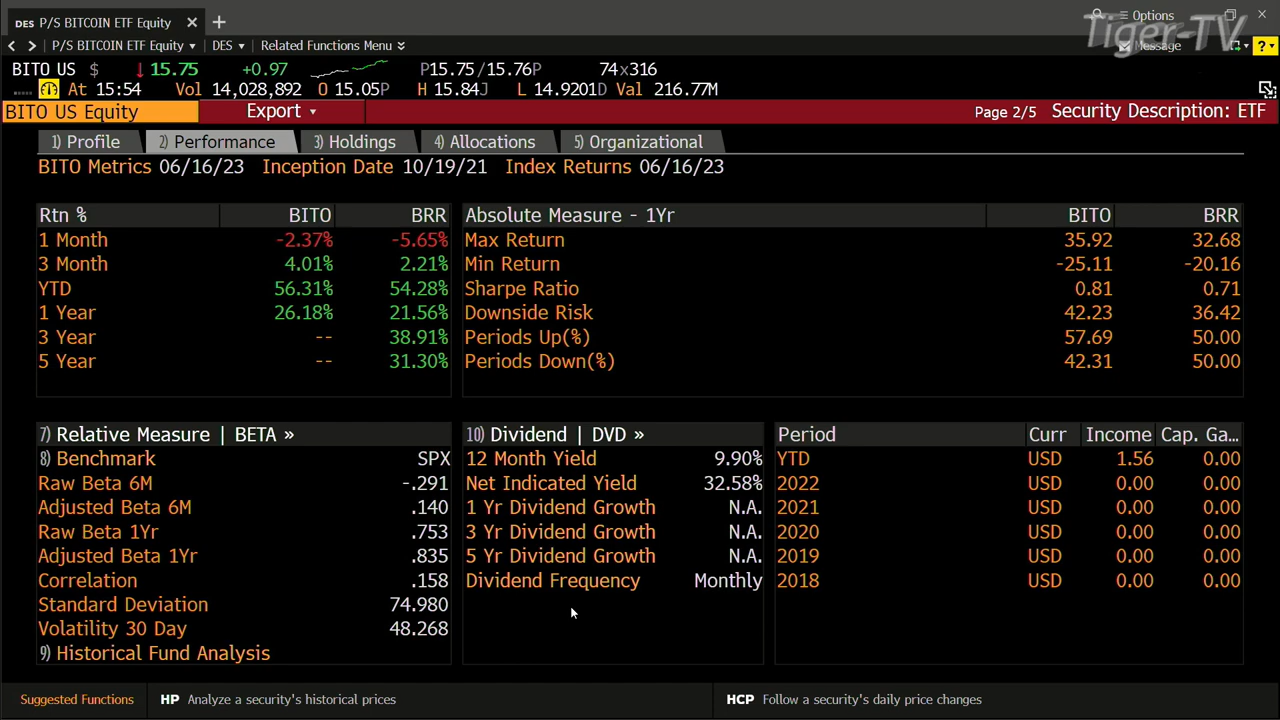 DES P/S BITCOIN ETF Equity × +
Options
Tiger-TV
< > P/S BITCOIN ETF Equity ▾ DES ▾ Related Functions Menu
Message
?
BITO US $ ↓ 15.75 +0.97 P15.75/15.76P 74x316
At 15:54 Vol 14,028,892 O 15.05P H 15.84J L 14.9201D Val 216.77M
BITO US Equity Export ▾ Page 2/5 Security Description: ETF
1) Profile 2) Performance 3) Holdings 4) Allocations 5) Organizational
BITO Metrics 06/16/23 Inception Date 10/19/21 Index Returns 06/16/23
Rtn % BITO BRR
1 Month -2.37% -5.65%
3 Month 4.01% 2.21%
YTD 56.31% 54.28%
1 Year 26.18% 21.56%
3 Year -- 38.91%
5 Year -- 31.30%
Absolute Measure - 1Yr BITO BRR
Max Return 35.92 32.68
Min Return -25.11 -20.16
Sharpe Ratio 0.81 0.71
Downside Risk 42.23 36.42
Periods Up(%) 57.69 50.00
Periods Down(%) 42.31 50.00
7) Relative Measure | BETA »
8) Benchmark SPX
Raw Beta 6M -.291
Adjusted Beta 6M .140
Raw Beta 1Yr .753
Adjusted Beta 1Yr .835
Correlation .158
Standard Deviation 74.980
Volatility 30 Day 48.268
9) Historical Fund Analysis
10) Dividend | DVD »
12 Month Yield 9.90%
Net Indicated Yield 32.58%
1 Yr Dividend Growth N.A.
3 Yr Dividend Growth N.A.
5 Yr Dividend Growth N.A.
Dividend Frequency Monthly
Period Curr Income Cap. Ga...
YTD USD 1.56 0.00
2022 USD 0.00 0.00
2021 USD 0.00 0.00
2020 USD 0.00 0.00
2019 USD 0.00 0.00
2018 USD 0.00 0.00
Suggested Functions HP Analyze a security's historical prices HCP Follow a security's daily price changes